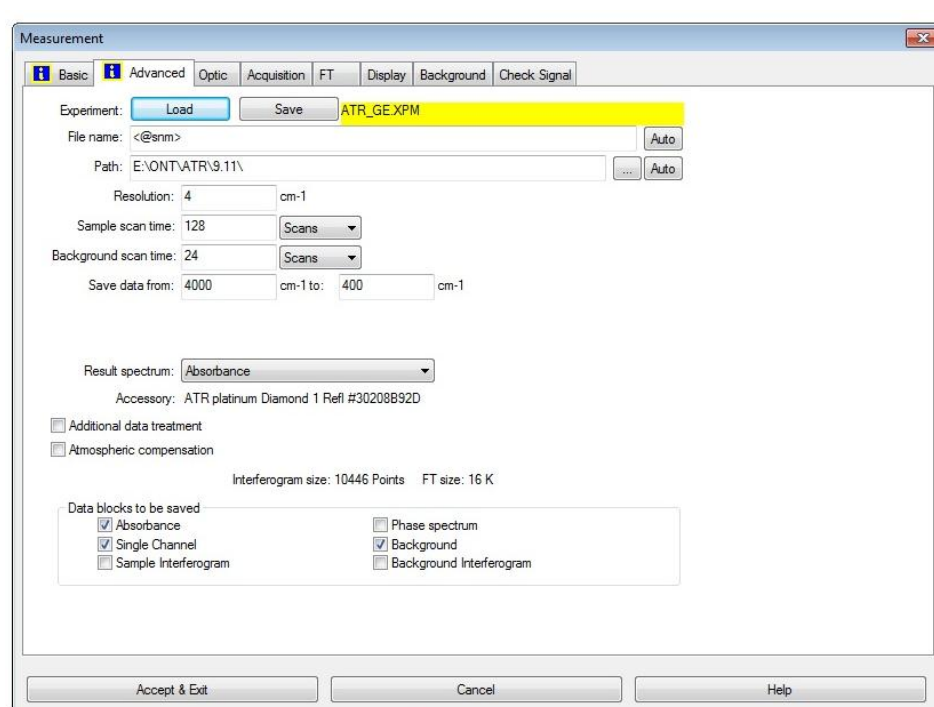 Measurement
Basic Advanced Optic Acquisition FT Display Background Check Signal
Experiment: Load Save ATR_GE.XPM
File name: <@snm> Auto
Path: E:\ONT\ATR\9.11\ ... Auto
Resolution: 4 cm-1
Sample scan time: 128 Scans
Background scan time: 24 Scans
Save data from: 4000 cm-1 to: 400 cm-1
Result spectrum: Absorbance
Accessory: ATR platinum Diamond 1 Refl #30208B92D
Additional data treatment
Atmospheric compensation
Interferogram size: 10446 Points FT size: 16 K
Data blocks to be saved
Absorbance Phase spectrum
Single Channel Background
Sample Interferogram Background Interferogram
Accept & Exit Cancel Help